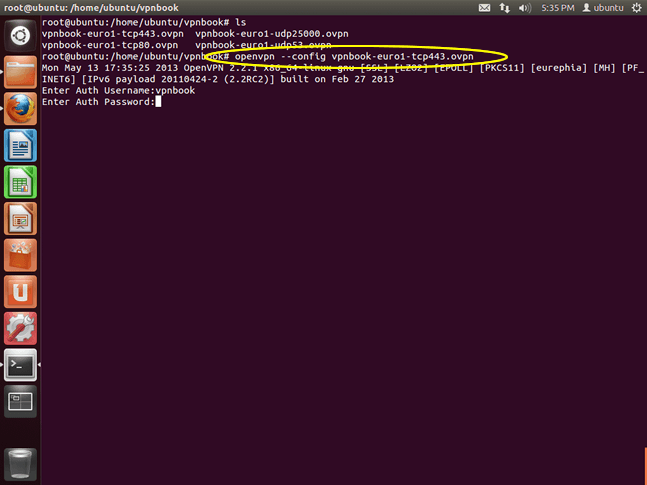 root@ubuntu: /home/ubuntu/vpnbook
5:35 PM
ubuntu
root@ubuntu:/home/ubuntu/vpnbook# ls
vpnbook-euro1-tcp443.ovpn vpnbook-euro1-udp25000.ovpn
vpnbook-euro1-tcp80.ovpn vpnbook-euro1-udp53.ovpn
root@ubuntu:/home/ubuntu/vpnbook# openvpn --config vpnbook-euro1-tcp443.ovpn
Mon May 13 17:35:25 2013 OpenVPN 2.2.1 x86_64-linux-gnu [SSL] [LZO2] [EPOLL] [PKCS11] [eurephia] [MH] [PF_
INET6] [IPv6 payload 20110424-2 (2.2RC2)] built on Feb 27 2013
Enter Auth Username:vpnbook
Enter Auth Password: